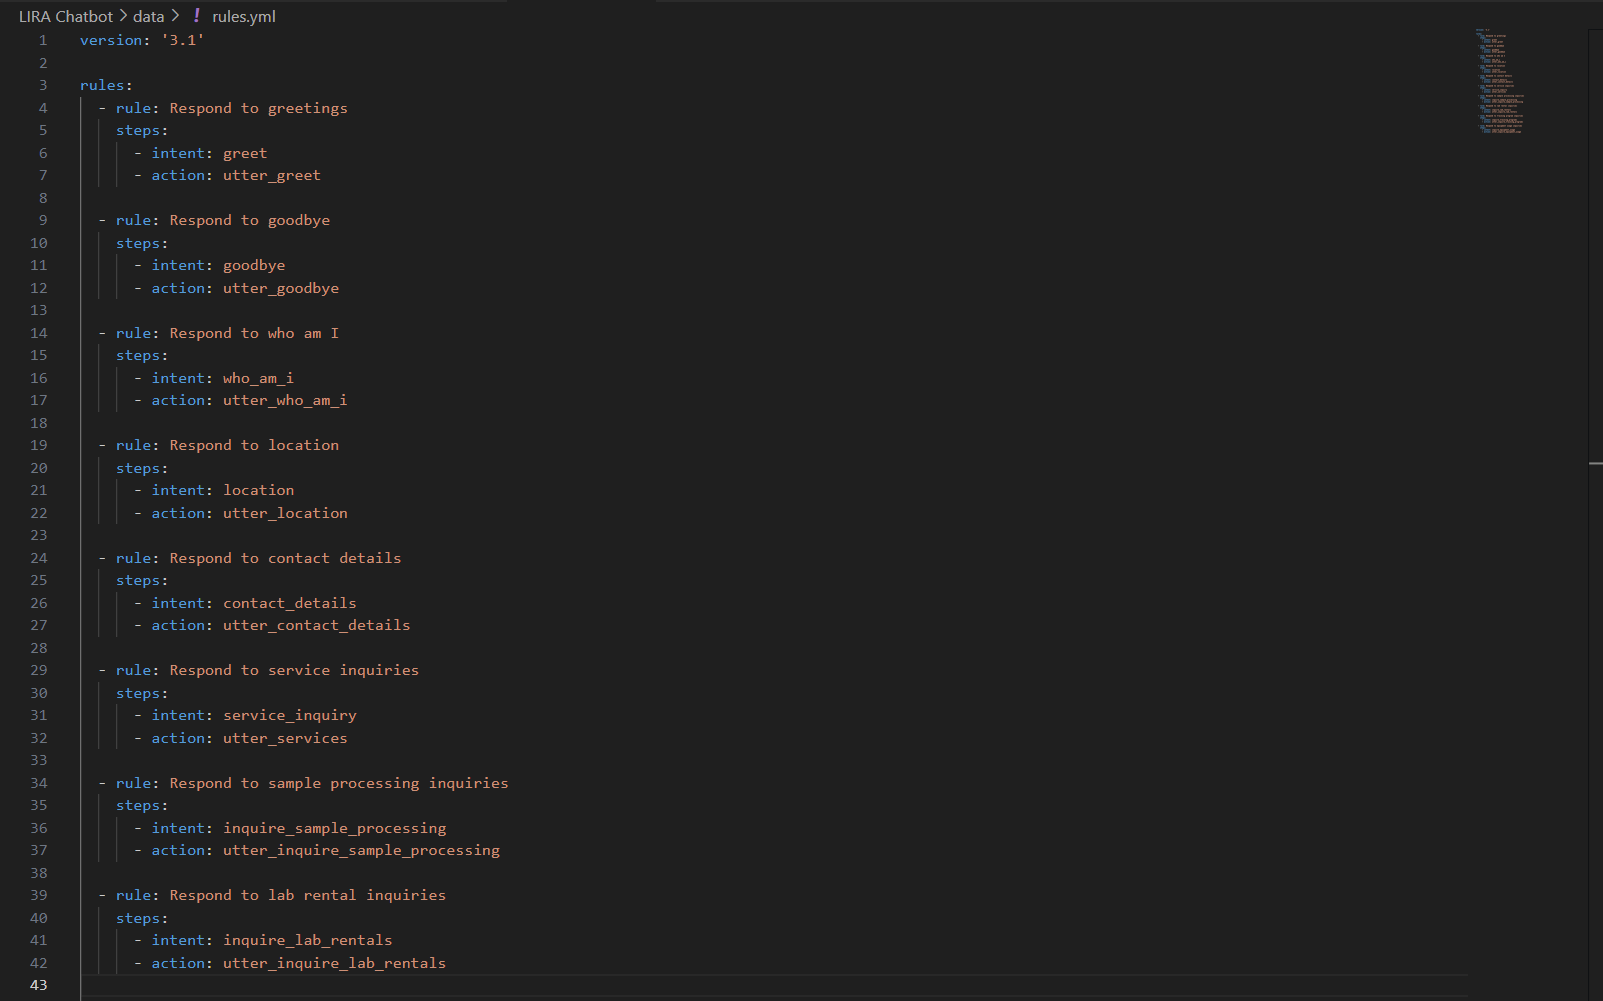 LIRA Chatbot > data > ! rules.yml
1 version: '3.1'
2
3 rules:
4 - rule: Respond to greetings
5 steps:
6 - intent: greet
7 - action: utter_greet
8
9 - rule: Respond to goodbye
10 steps:
11 - intent: goodbye
12 - action: utter_goodbye
13
14 - rule: Respond to who am I
15 steps:
16 - intent: who_am_i
17 - action: utter_who_am_i
18
19 - rule: Respond to location
20 steps:
21 - intent: location
22 - action: utter_location
23
24 - rule: Respond to contact details
25 steps:
26 - intent: contact_details
27 - action: utter_contact_details
28
29 - rule: Respond to service inquiries
30 steps:
31 - intent: service_inquiry
32 - action: utter_services
33
34 - rule: Respond to sample processing inquiries
35 steps:
36 - intent: inquire_sample_processing
37 - action: utter_inquire_sample_processing
38
39 - rule: Respond to lab rental inquiries
40 steps:
41 - intent: inquire_lab_rentals
42 - action: utter_inquire_lab_rentals
43